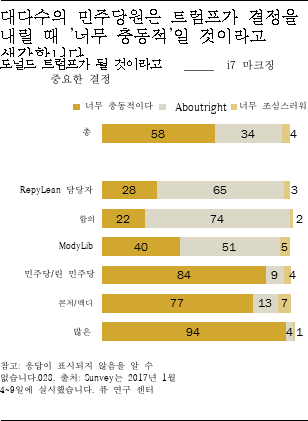 대다수의 민주당원은 트럼프가 결정을
내릴 때 '너무 충동적'일 것이라고
생각합니다
도널드 트럼프가 될 것이라고 _____ i7 마크징
중요한 결정
너무 충동적이다 Aboutright 너무 조심스러워
총 58 34 4
RepyLean 담당자 28 65 3
합의 22 74 2
ModyLib 40 51 5
민주당/린 민주당 84 9 4
콘저/맥디 77 13 7
많은 94 4 1
참고: 응답이 표시되지 않음을 알 수
없습니다.028. 출처: Survey는 2017년 1월
4~9일에 실시했습니다. 퓨 연구 센터